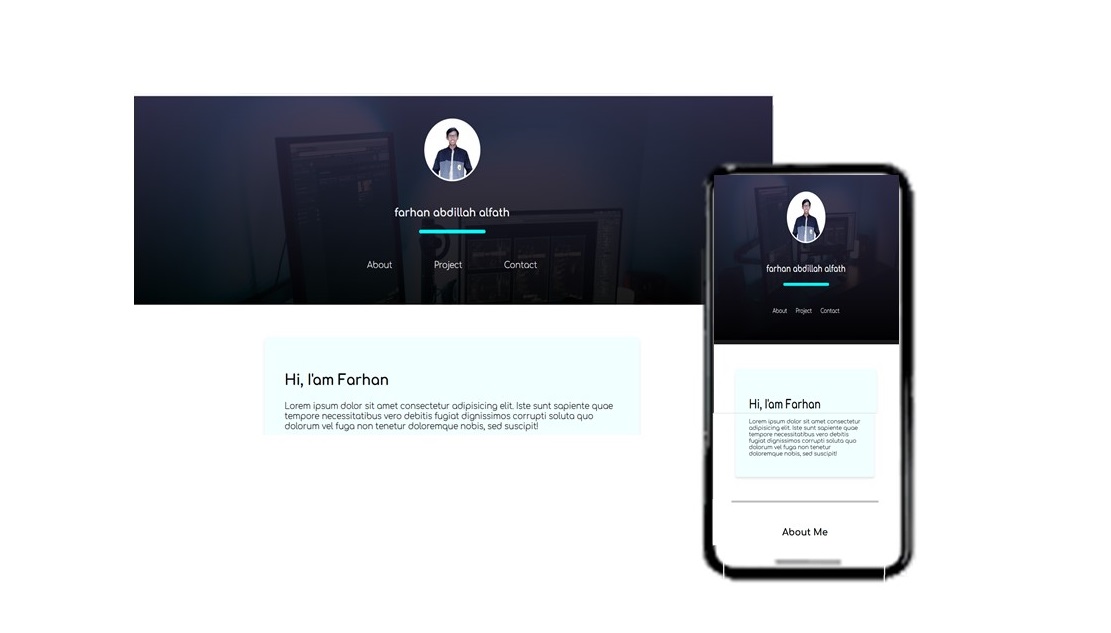 farhan abdillah alfath
About Project Contact
Hi, I'am Farhan
Lorem ipsum dolor sit amet consectetur adipisicing elit. Iste sunt sapiente quae
tempore necessitatibus vero debitis fugiat dignissimos corrupti soluta quo
dolorum vel fuga non tenetur doloremque nobis, sed suscipit!
farhan abdillah alfath
About Project Contact
Hi, I'am Farhan
Lorem ipsum dolor sit amet consectetur
adipisicing elit. Iste sunt sapiente quae
tempore necessitatibus vero debitis
fugiat dignissimos corrupti soluta quo
dolorum vel fuga non tenetur
doloremque nobis, sed suscipit!
About Me